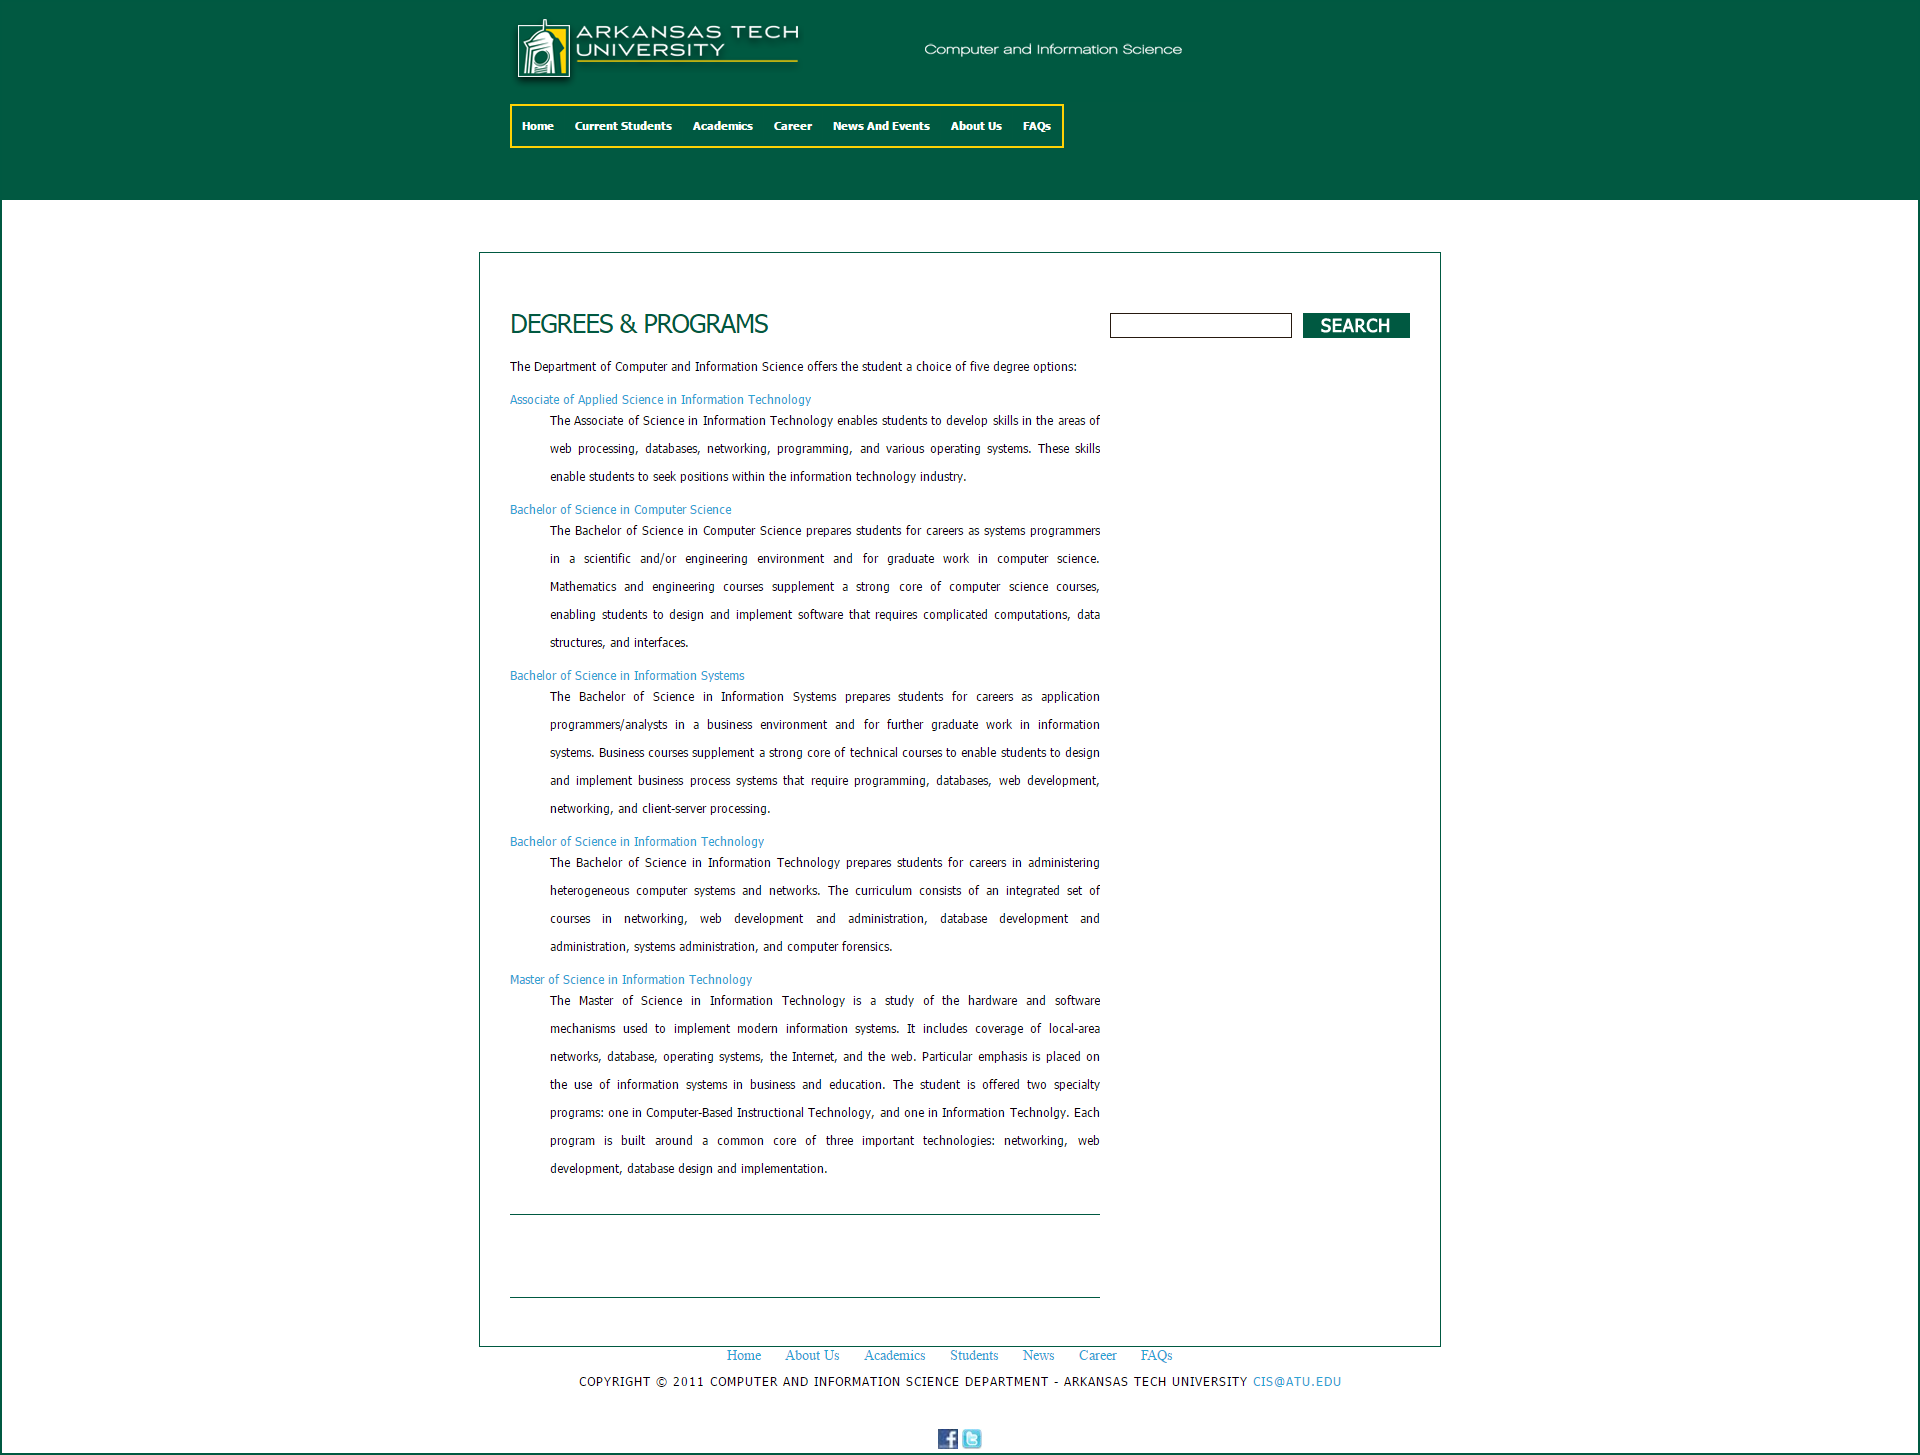 ARKANSAS TECH
UNIVERSITY
Computer and Information Science
Home Current Students Academics Career News And Events About Us FAQs
DEGREES & PROGRAMS
SEARCH
The Department of Computer and Information Science offers the student a choice of five degree options:
Associate of Applied Science in Information Technology
The Associate of Science in Information Technology enables students to develop skills in the areas of
web processing, databases, networking, programming, and various operating systems. These skills
enable students to seek positions within the information technology industry.
Bachelor of Science in Computer Science
The Bachelor of Science in Computer Science prepares students for careers as systems programmers
in a scientific and/or engineering environment and for graduate work in computer science.
Mathematics and engineering courses supplement a strong core of computer science courses,
enabling students to design and implement software that requires complicated computations, data
structures, and interfaces.
Bachelor of Science in Information Systems
The Bachelor of Science in Information Systems prepares students for careers as application
programmers/analysts in a business environment and for further graduate work in information
systems. Business courses supplement a strong core of technical courses to enable students to design
and implement business process systems that require programming, databases, web development,
networking, and client-server processing.
Bachelor of Science in Information Technology
The Bachelor of Science in Information Technology prepares students for careers in administering
heterogeneous computer systems and networks. The curriculum consists of an integrated set of
courses in networking, web development and administration, database development and
administration, systems administration, and computer forensics.
Master of Science in Information Technology
The Master of Science in Information Technology is a study of the hardware and software
mechanisms used to implement modern information systems. It includes coverage of local-area
networks, database, operating systems, the Internet, and the web. Particular emphasis is placed on
the use of information systems in business and education. The student is offered two specialty
programs: one in Computer-Based Instructional Technology, and one in Information Technolgy. Each
program is built around a common core of three important technologies: networking, web
development, database design and implementation.
Home About Us Academics Students News Career FAQs
COPYRIGHT © 2011 COMPUTER AND INFORMATION SCIENCE DEPARTMENT - ARKANSAS TECH UNIVERSITY CIS@ATU.EDU